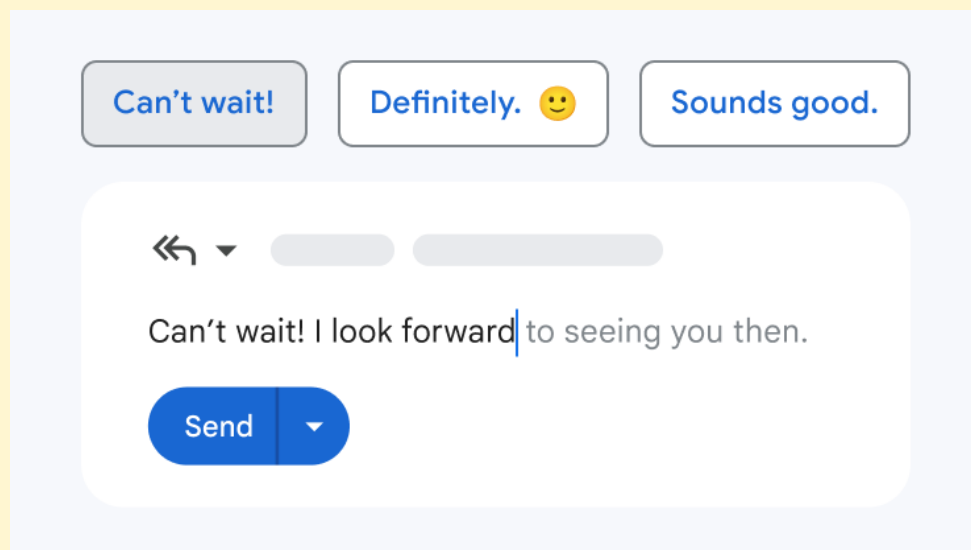 Can’t wait!
Definitely. 🙂
Sounds good.
Can’t wait! I look forward to seeing you then.
Send